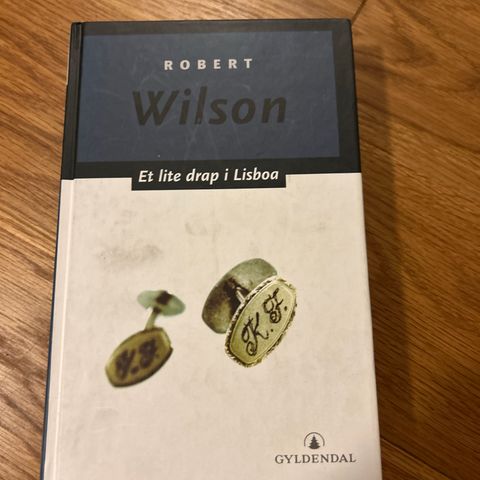 ROBERT
Wilson
Et lite drap i Lisboa
K.F.
GYLDENDAL